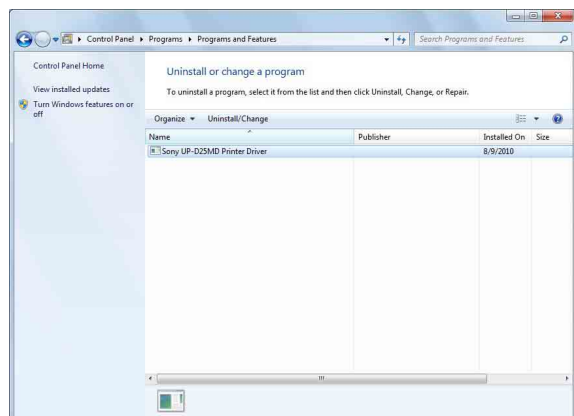 Control Panel ▸ Programs ▸ Programs and Features
Search Programs and Features
Control Panel Home
View installed updates
Turn Windows features on or
off
Uninstall or change a program
To uninstall a program, select it from the list and then click Uninstall, Change, or Repair.
Organize Uninstall/Change
Name Publisher Installed On Size
Sony UP-D25MD Printer Driver 8/9/2010